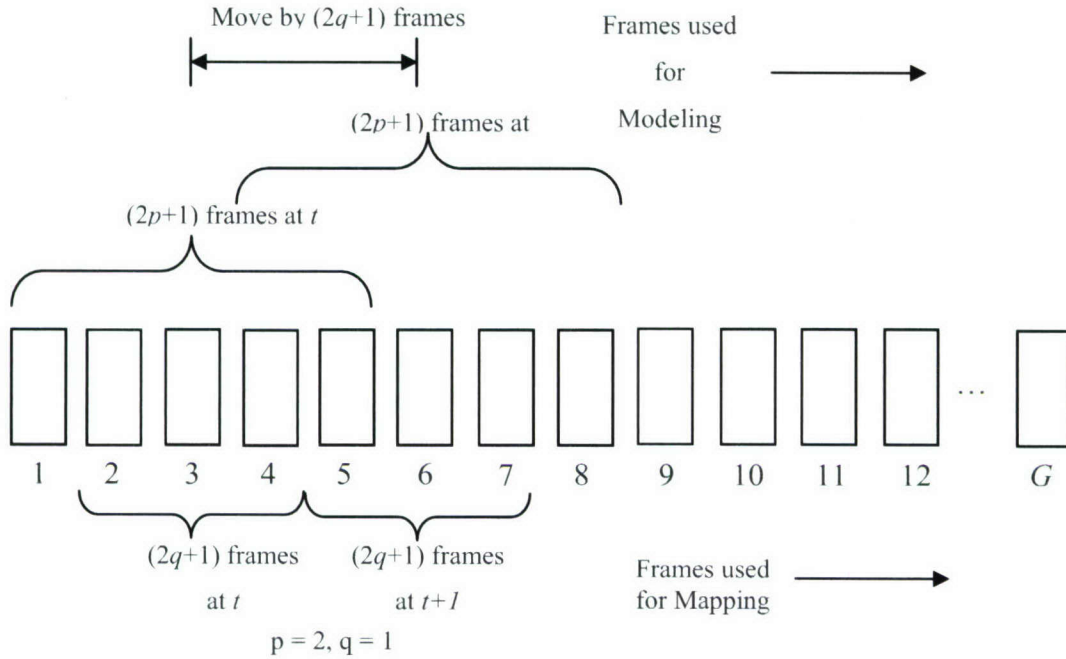 Move by (2q+1) frames
Frames used
for
Modeling
(2p+1) frames at
(2p+1) frames at t
...
1 2 3 4 5 6 7 8 9 10 11 12 G
(2q+1) frames
at t
(2q+1) frames
at t+1
p = 2, q = 1
Frames used
for Mapping